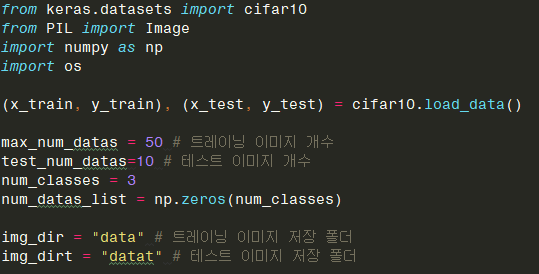 from keras.datasets import cifar10
from PIL import Image
import numpy as np
import os
(x_train, y_train), (x_test, y_test) = cifar10.load_data()
max_num_datas = 50 # 트레이닝 이미지 개수
test_num_datas=10 # 테스트 이미지 개수
num_classes = 3
num_datas_list = np.zeros(num_classes)
img_dir = "data" # 트레이닝 이미지 저장 폴더
img_dirt = "datat" # 테스트 이미지 저장 폴더